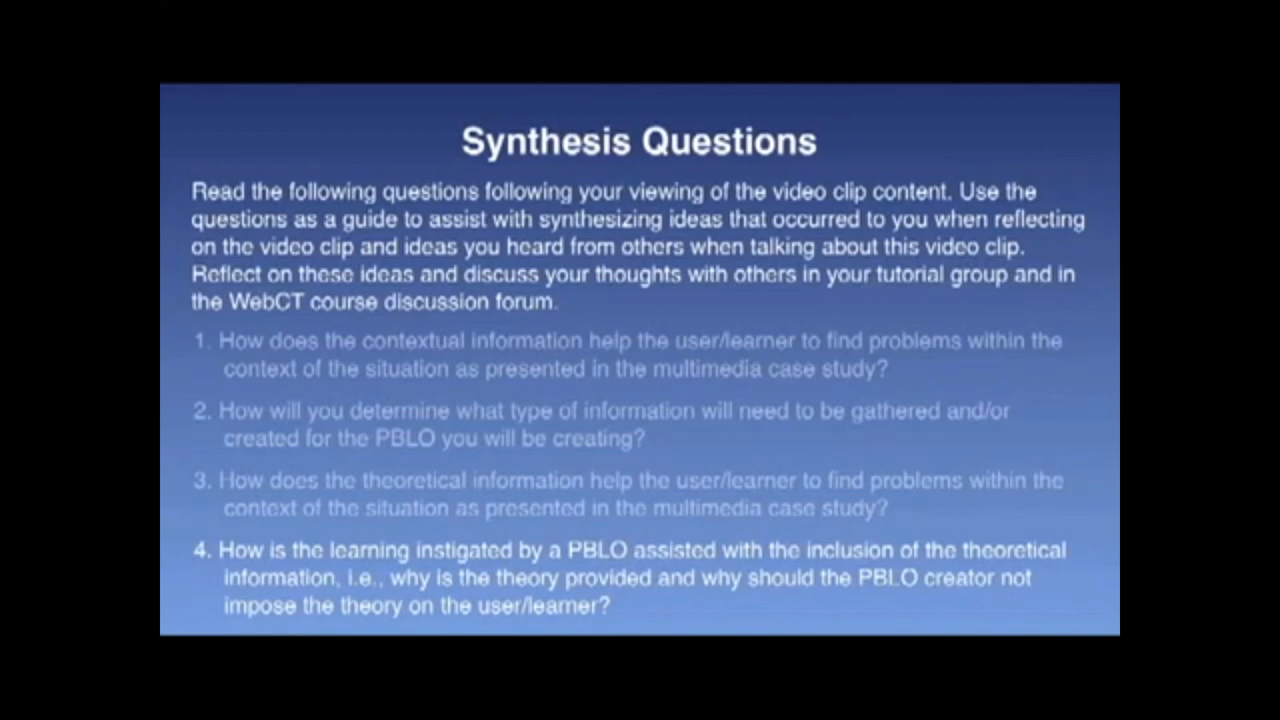 Synthesis Questions
Read the following questions following your viewing of the video clip content. Use the
questions as a guide to assist with synthesizing ideas that occurred to you when reflecting
on the video clip and ideas you heard from others when talking about this video clip.
Reflect on these ideas and discuss your thoughts with others in your tutorial group and in
the WebCT course discussion forum.
1. How does the contextual information help the user/learner to find problems within the
context of the situation as presented in the multimedia case study?
2. How will you determine what type of information will need to be gathered and/or
created for the PBLO you will be creating?
3. How does the theoretical information help the user/learner to find problems within the
context of the situation as presented in the multimedia case study?
4. How is the learning instigated by a PBLO assisted with the inclusion of the theoretical
information, i.e., why is the theory provided and why should the PBLO creator not
impose the theory on the user/learner?